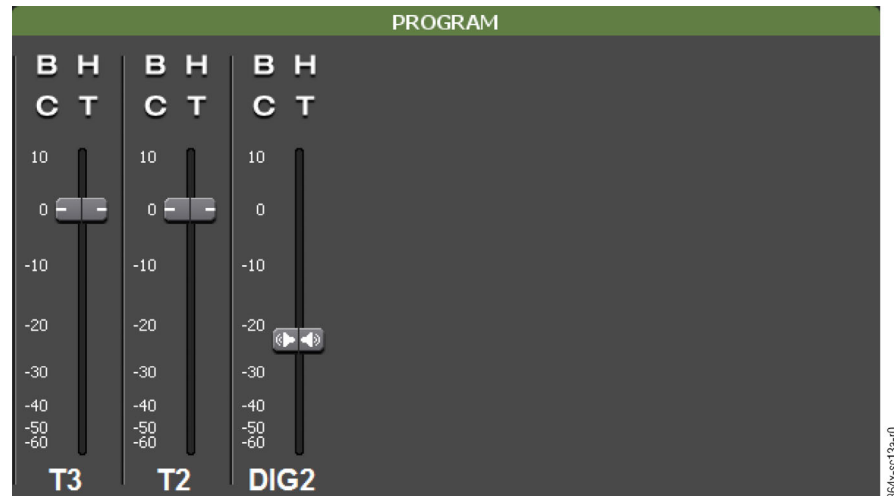 PROGRAM
B H B H B H
C T C T C T
10 10 10
0 0 0
-10 -10 -10
-20 -20 -20
-30 -30 -30
-40 -40 -40
-50 -50 -50
-60 -60 -60
T3 T2 DIG2